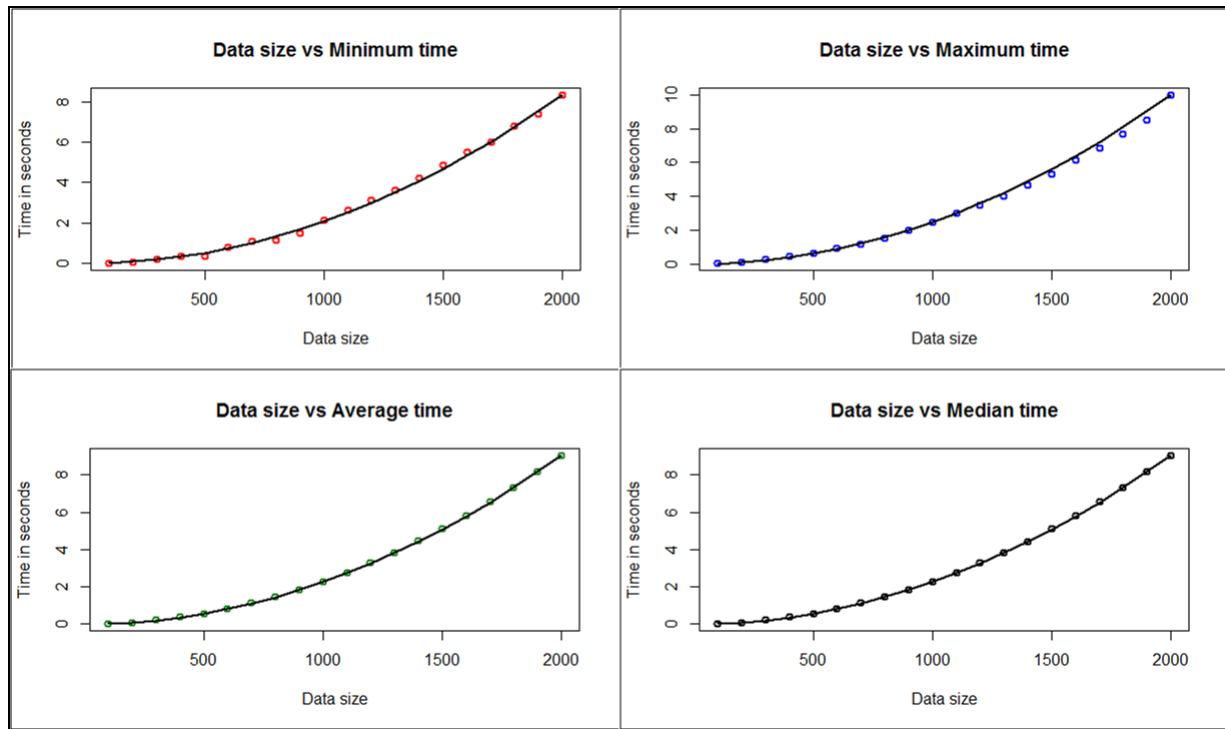 Data size vs Minimum time
Time in seconds
8
6
4
2
0
500 1000 1500 2000
Data size
Data size vs Maximum time
Time in seconds
10
8
6
4
2
0
500 1000 1500 2000
Data size
Data size vs Average time
Time in seconds
8
6
4
2
0
500 1000 1500 2000
Data size
Data size vs Median time
Time in seconds
8
6
4
2
0
500 1000 1500 2000
Data size